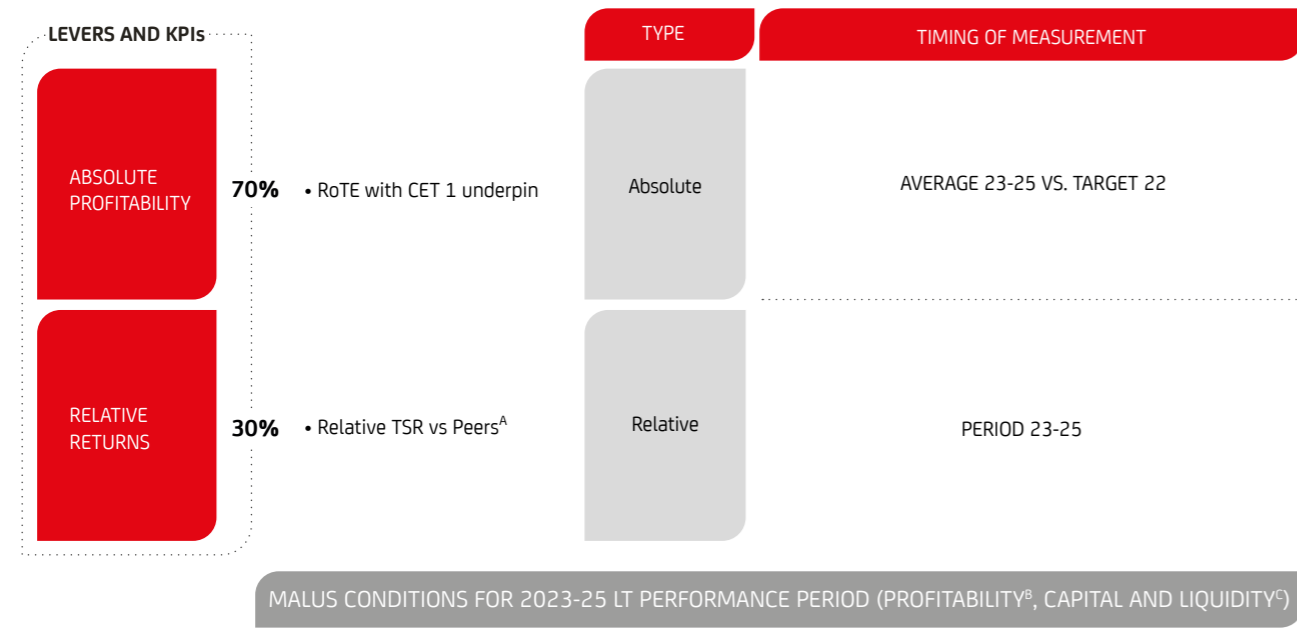 LEVERS AND KPIs
TYPE
TIMING OF MEASUREMENT
ABSOLUTE
PROFITABILITY
70%
• RoTE with CET 1 underpin
Absolute
AVERAGE 23-25 VS. TARGET 22
RELATIVE
RETURNS
30%
• Relative TSR vs Peersᴬ
Relative
PERIOD 23-25
MALUS CONDITIONS FOR 2023-25 LT PERFORMANCE PERIOD (PROFITABILITYᴮ, CAPITAL AND LIQUIDITYᶜ)